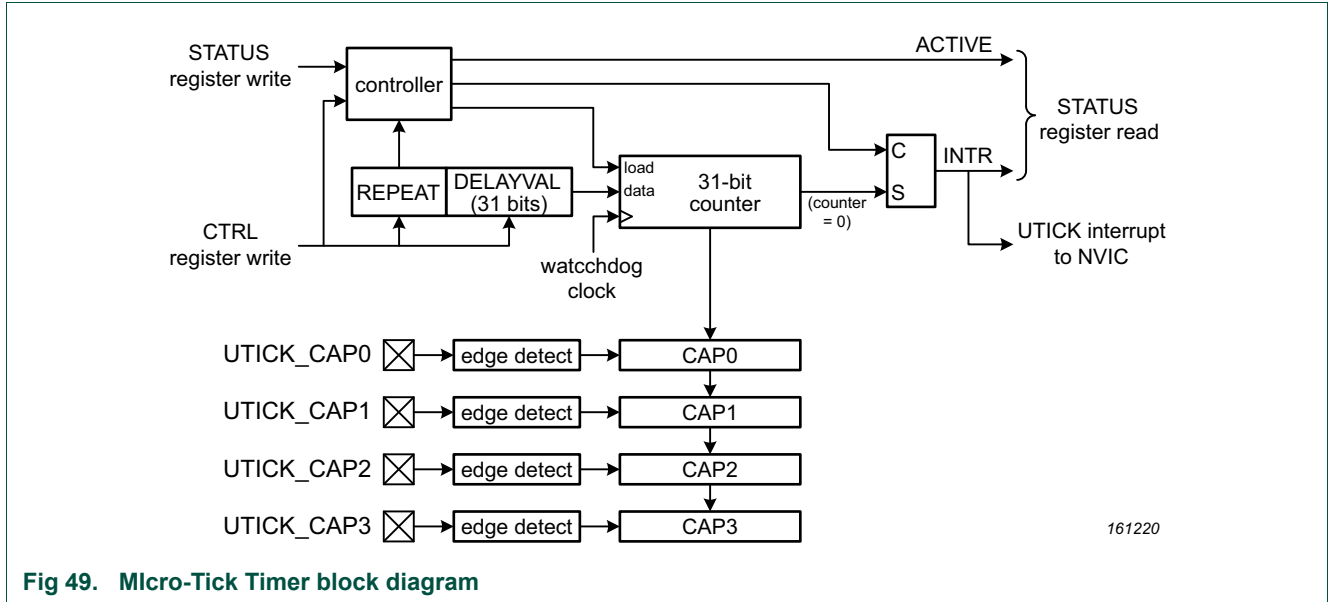 STATUS
register write
controller
ACTIVE
STATUS
register read
C
INTR
S
REPEAT
DELAYVAL
(31 bits)
load
data
31-bit
counter
(counter
= 0)
CTRL
register write
watcchdog
clock
UTICK interrupt
to NVIC
UTICK_CAP0
edge detect
CAP0
UTICK_CAP1
edge detect
CAP1
UTICK_CAP2
edge detect
CAP2
UTICK_CAP3
edge detect
CAP3
161220
Fig 49. MIcro-Tick Timer block diagram